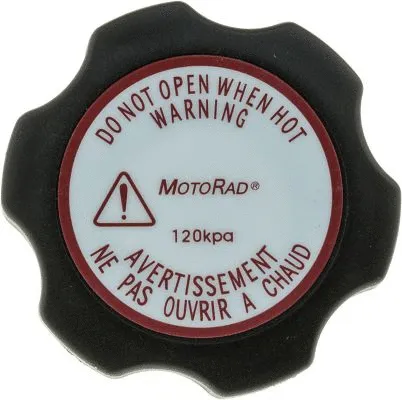 DO NOT OPEN WHEN HOT
WARNING
MOTORAD®
120kpa
AVERTISSEMENT
NE PAS OUVRIR A CHAUD